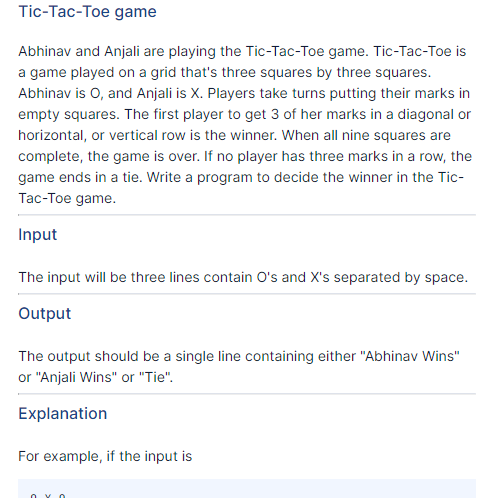 Tic-Tac-Toe game
Abhinav and Anjali are playing the Tic-Tac-Toe game. Tic-Tac-Toe is
a game played on a grid that's three squares by three squares.
Abhinav is O, and Anjali is X. Players take turns putting their marks in
empty squares. The first player to get 3 of her marks in a diagonal or
horizontal, or vertical row is the winner. When all nine squares are
complete, the game is over. If no player has three marks in a row, the
game ends in a tie. Write a program to decide the winner in the Tic-
Tac-Toe game.
Input
The input will be three lines contain O's and X's separated by space.
Output
The output should be a single line containing either "Abhinav Wins"
or "Anjali Wins" or "Tie".
Explanation
For example, if the input is
O X O